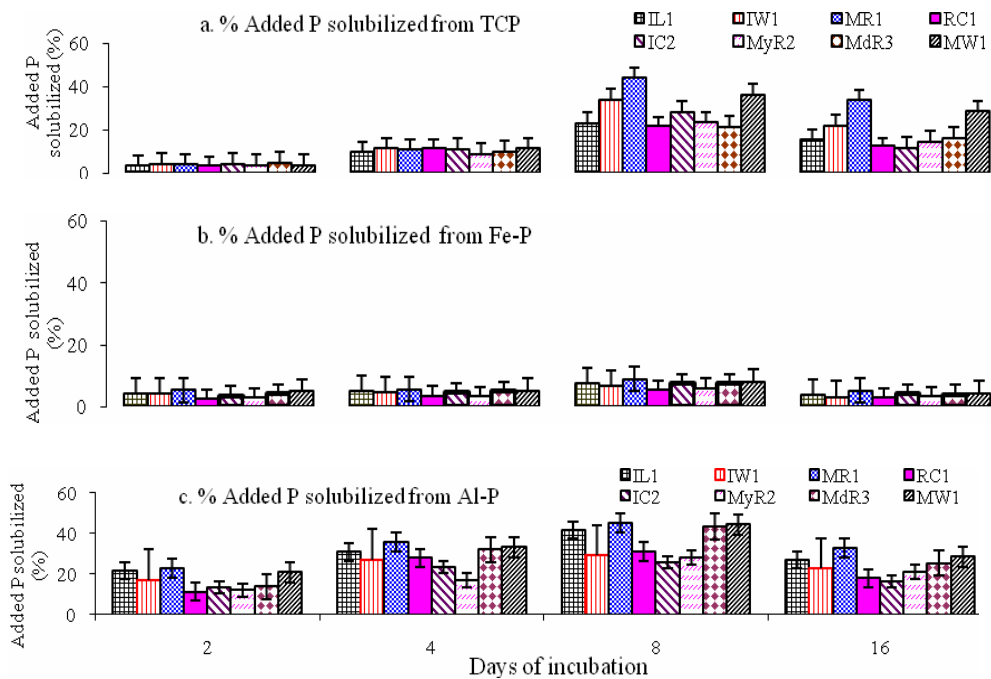 a. % Added P solubilized from TCP
IL1 IW1 MR1 RC1
IC2 MyR2 MdR3 MW1
Added P
solubilized (%)
60
40
20
0
b. % Added P solubilized from Fe-P
Added P solubilized
(%)
60
40
20
0
c. % Added P solubilized from Al-P
IL1 IW1 MR1 RC1
IC2 MyR2 MdR3 MW1
Added P solubilized
(%)
60
40
20
0
2 4 8 16
Days of incubation